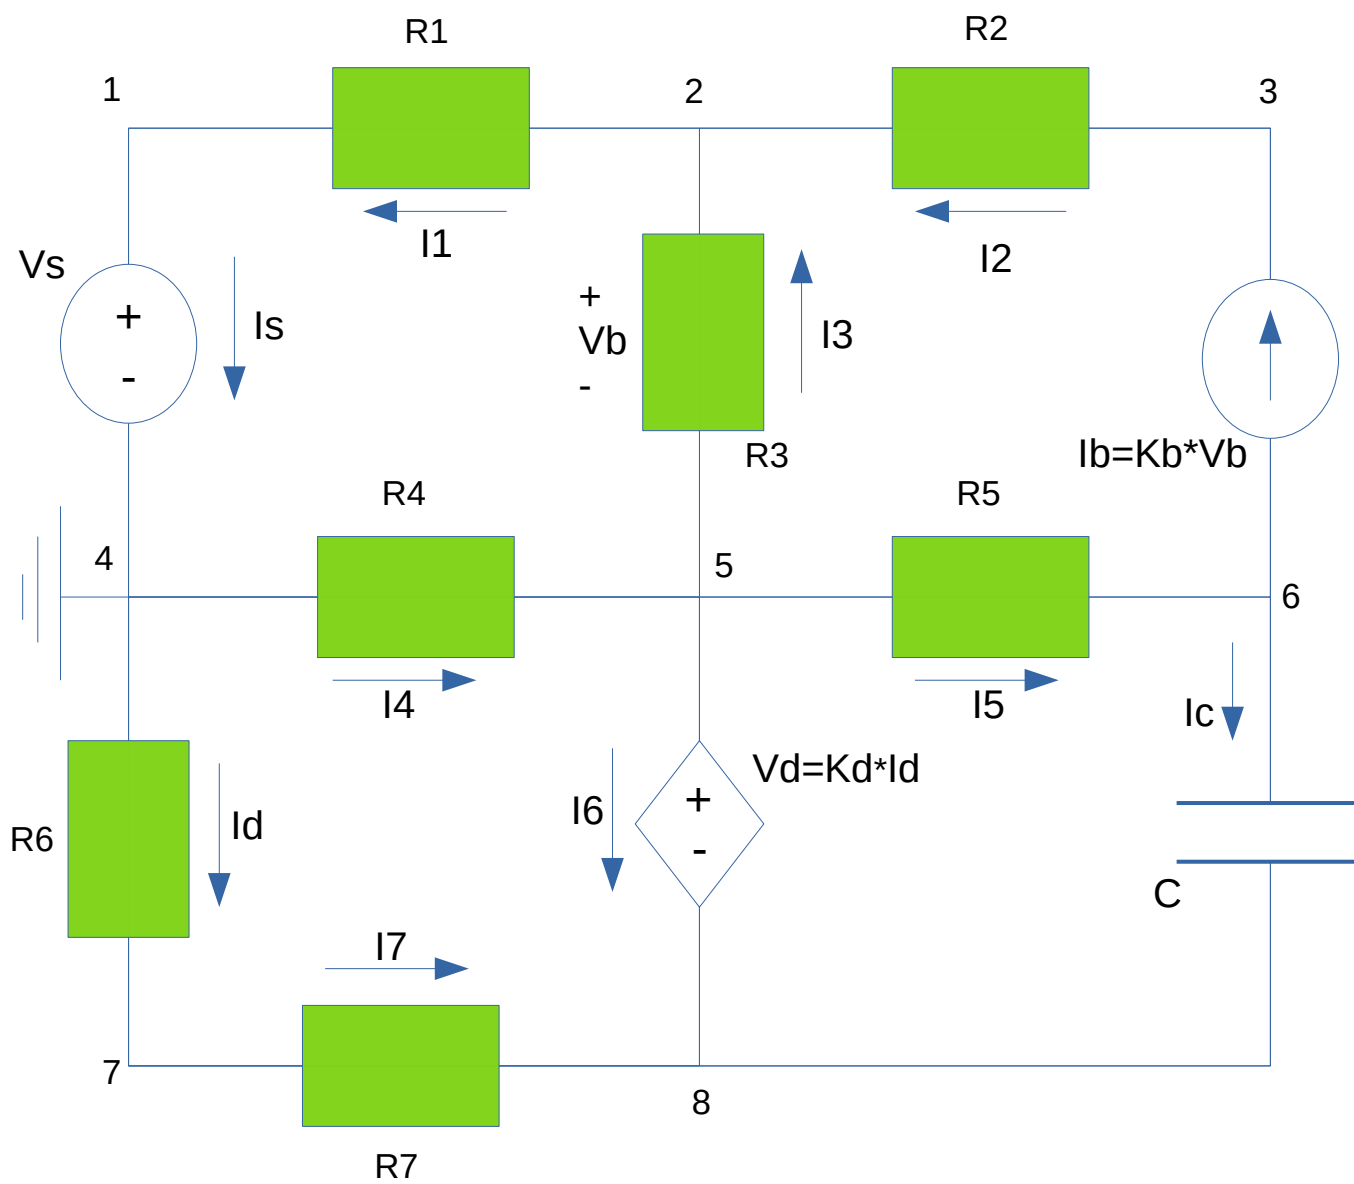 R1
R2
1
2
3
I1
I2
Vs
+
-
Is
+
Vb
-
I3
R3
Ib=Kb*Vb
R4
R5
4
5
6
I4
I5
Ic
R6
Id
I6
Vd=Kd*Id
+
-
C
I7
7
8
R7